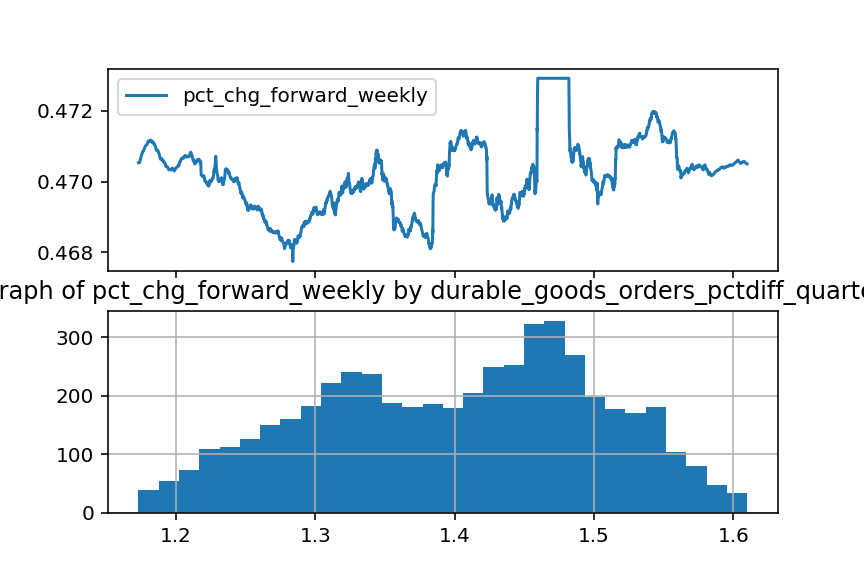 pct_chg_forward_weekly
0.472
0.470
0.468
raph of pct_chg_forward_weekly by durable_goods_orders_pctdiff_quarte
300
200
100
0
1.2 1.3 1.4 1.5 1.6